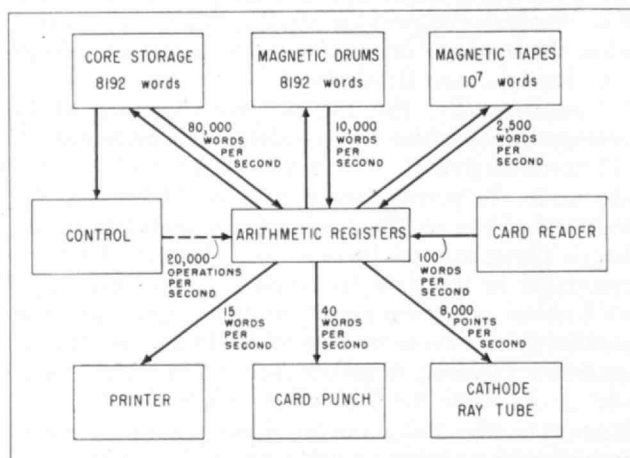 CORE STORAGE
8192 words
MAGNETIC DRUMS
8192 words
MAGNETIC TAPES
10⁷ words
80,000
WORDS
PER
SECOND
10,000
WORDS
PER
SECOND
2,500
WORDS
PER
SECOND
CONTROL
ARITHMETIC REGISTERS
CARD READER
20,000
OPERATIONS
PER
SECOND
100
WORDS
PER
SECOND
15
WORDS
PER
SECOND
40
WORDS
PER
SECOND
8,000
POINTS
PER
SECOND
PRINTER
CARD PUNCH
CATHODE
RAY TUBE